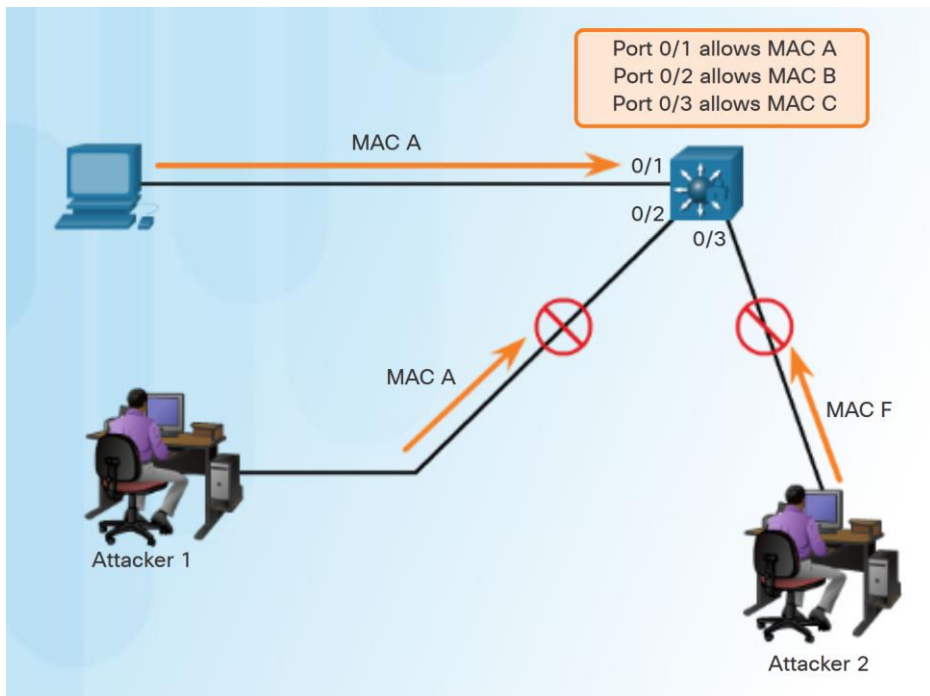 Port 0/1 allows MAC A
Port 0/2 allows MAC B
Port 0/3 allows MAC C
MAC A
0/1
0/2
0/3
MAC A
MAC F
Attacker 1
Attacker 2